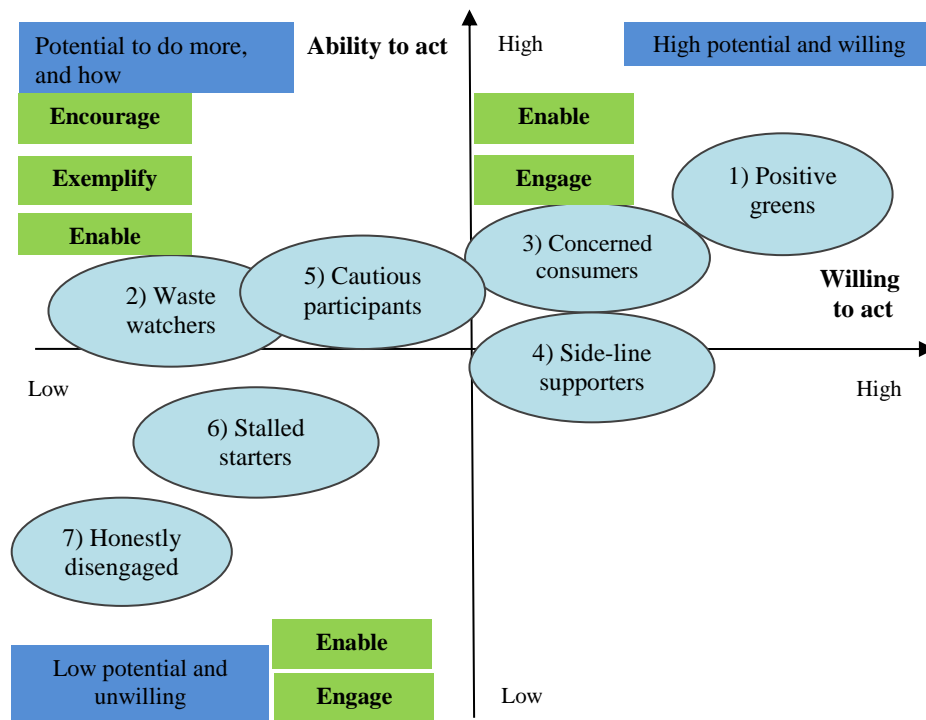 Potential to do more,
and how
Ability to act
High
High potential and willing
Encourage
Exemplify
Enable
Enable
Engage
1) Positive
greens
2) Waste
watchers
5) Cautious
participants
3) Concerned
consumers
Willing
to act
4) Side-line
supporters
Low
High
6) Stalled
starters
7) Honestly
disengaged
Low potential and
unwilling
Enable
Engage
Low